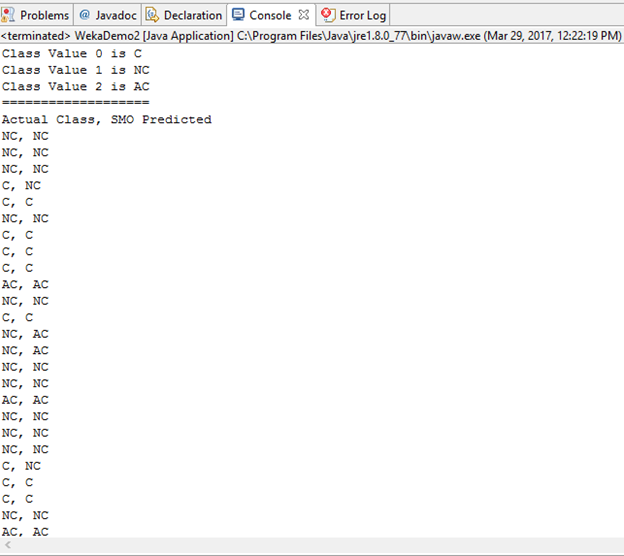 Problems @ Javadoc Declaration Console Error Log
<terminated> WekaDemo2 [Java Application] C:\Program Files\Java\jre1.8.0_77\bin\javaw.exe (Mar 29, 2017, 12:22:19 PM)
Class Value 0 is C
Class Value 1 is NC
Class Value 2 is AC
===================
Actual Class, SMO Predicted
NC, NC
NC, NC
NC, NC
C, NC
C, C
NC, NC
C, C
C, C
C, C
AC, AC
NC, NC
C, C
NC, AC
NC, AC
NC, NC
NC, NC
AC, AC
NC, NC
NC, NC
NC, NC
C, NC
C, C
C, C
NC, NC
AC, AC